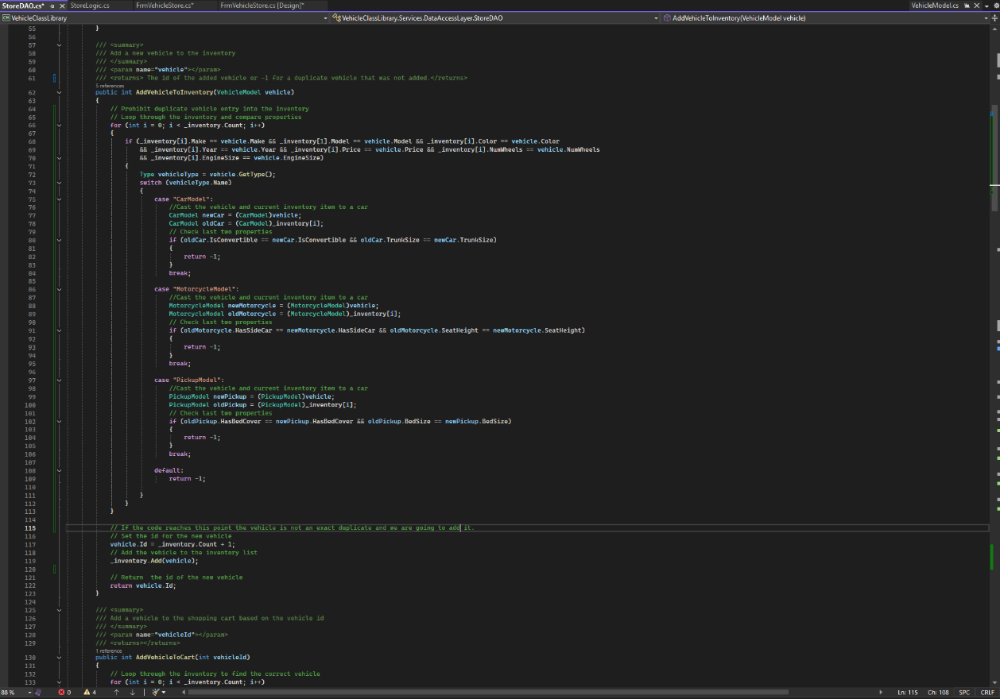 StoreDAO.cs* StoreLogic.cs FrmVehicleStore.cs* FrmVehicleStore.cs [Design]* VehicleModel.cs
VehicleClassLibrary VehicleClassLibrary.Services.DataAccessLayer.StoreDAO AddVehicleToInventory(VehicleModel vehicle)
55 }
56
57 /// <summary>
58 /// Add a new vehicle to the inventory
59 /// </summary>
60 /// <param name="vehicle"></param>
61 /// <returns> The id of the added vehicle or -1 for a duplicate vehicle that was not added.</returns>
5 references
62 public int AddVehicleToInventory(VehicleModel vehicle)
63 {
64 // Prohibit duplicate vehicle entry into the inventory
65 // Loop through the inventory and compare properties
66 for (int i = 0; i < _inventory.Count; i++)
67 {
68 if (_inventory[i].Make == vehicle.Make && _inventory[i].Model == vehicle.Model && _inventory[i].Color == vehicle.Color
69 && _inventory[i].Year == vehicle.Year && _inventory[i].Price == vehicle.Price && _inventory[i].NumWheels == vehicle.NumWheels
70 && _inventory[i].EngineSize == vehicle.EngineSize)
71 {
72 Type vehicleType = vehicle.GetType();
73 switch (vehicleType.Name)
74 {
75 case "CarModel":
76 //Cast the vehicle and current inventory item to a car
77 CarModel newCar = (CarModel)vehicle;
78 CarModel oldCar = (CarModel)_inventory[i];
79 // Check last two properties
80 if (oldCar.IsConvertible == newCar.IsConvertible && oldCar.TrunkSize == newCar.TrunkSize)
81 {
82 return -1;
83 }
84 break;
85
86 case "MotorcycleModel":
87 //Cast the vehicle and current inventory item to a car
88 MotorcycleModel newMotorcycle = (MotorcycleModel)vehicle;
89 MotorcycleModel oldMotorcycle = (MotorcycleModel)_inventory[i];
90 // Check last two properties
91 if (oldMotorcycle.HasSideCar == newMotorcycle.HasSideCar && oldMotorcycle.SeatHeight == newMotorcycle.SeatHeight)
92 {
93 return -1;
94 }
95 break;
96
97 case "PickupModel":
98 //Cast the vehicle and current inventory item to a car
99 PickupModel newPickup = (PickupModel)vehicle;
100 PickupModel oldPickup = (PickupModel)_inventory[i];
101 // Check last two properties
102 if (oldPickup.HasBedCover == newPickup.HasBedCover && oldPickup.BedSize == newPickup.BedSize)
103 {
104 return -1;
105 }
106 break;
107
108 default:
109 return -1;
110
111 }
112 }
113 }
114
115 // If the code reaches this point the vehicle is not an exact duplicate and we are going to add it.
116 // Set the id for the new vehicle
117 vehicle.Id = _inventory.Count + 1;
118 // Add the vehicle to the inventory list
119 _inventory.Add(vehicle);
120
121 // Return  the id of the new vehicle
122 return vehicle.Id;
123 }
124
125 /// <summary>
126 /// Add a vehicle to the shopping cart based on the vehicle id
127 /// </summary>
128 /// <param name="vehicleId"></param>
129 /// <returns></returns>
1 reference
130 public int AddVehicleToCart(int vehicleId)
131 {
132 // Loop through the inventory to find the correct vehicle
133 for (int i = 0; i < _inventory.Count; i++)
88 % 0 4 Ln: 115 Ch: 108 SPC CRLF